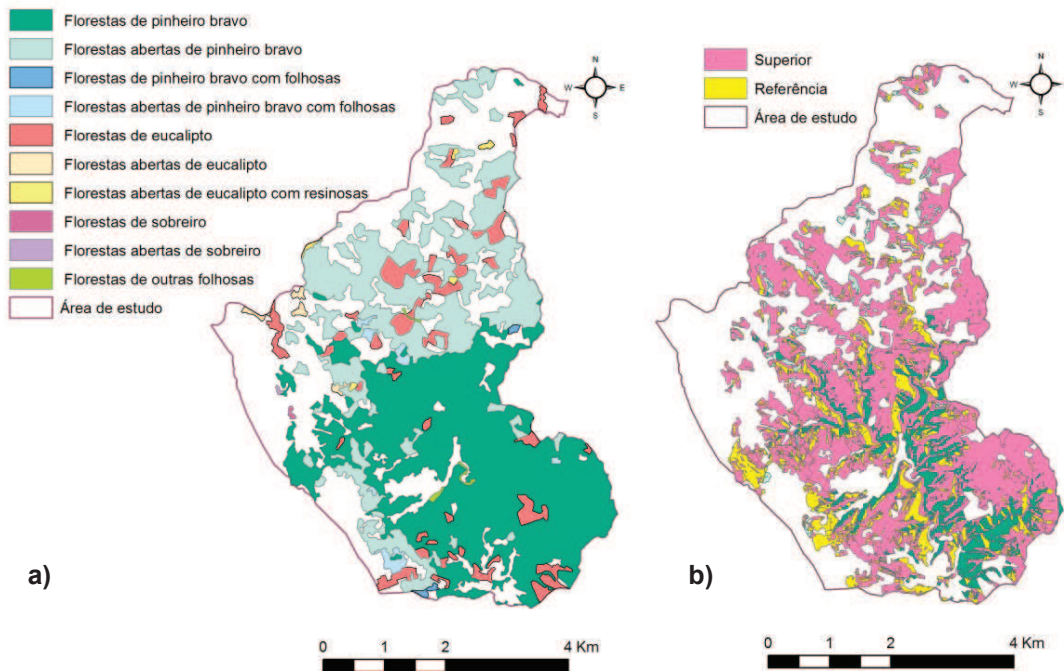 Florestas de pinheiro bravo
Florestas abertas de pinheiro bravo
Florestas de pinheiro bravo com folhosas
Florestas abertas de pinheiro bravo com folhosas
Florestas de eucalipto
Florestas abertas de eucalipto
Florestas abertas de eucalipto com resinosas
Florestas de sobreiro
Florestas abertas de sobreiro
Florestas de outras folhosas
Área de estudo
N
W E
S
a)
0 1 2 4 Km
Superior
Referência
Área de estudo
N
W E
S
b)
0 1 2 4 Km